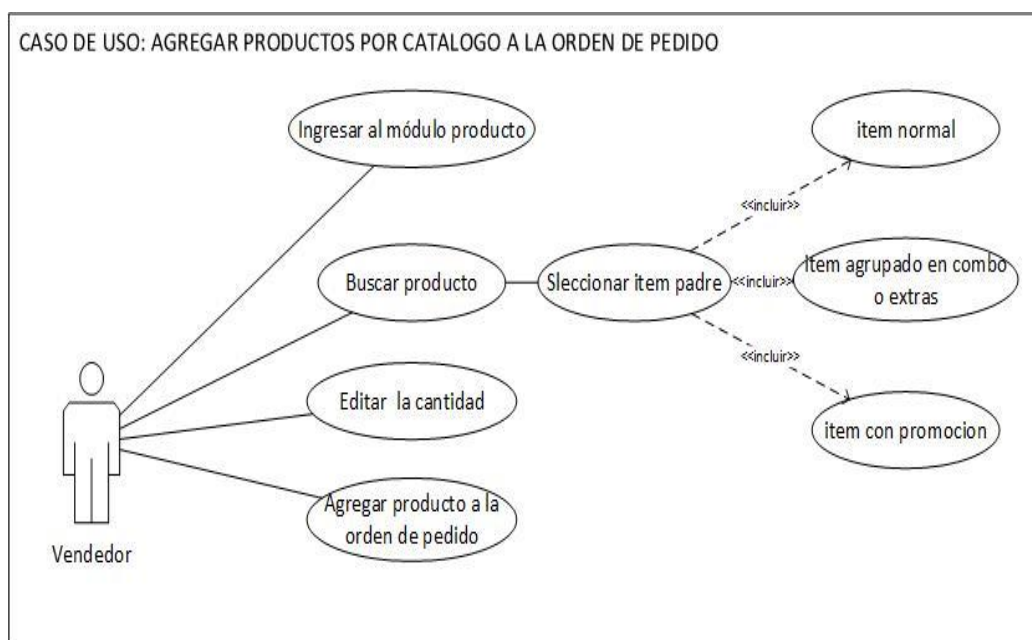 CASO DE USO: AGREGAR PRODUCTOS POR CATALOGO A LA ORDEN DE PEDIDO
Ingresar al módulo producto
item normal
<<incluir>>
Buscar producto
Sleccionar item padre
<<incluir>>
Item agrupado en combo
o extras
<<incluir>>
Editar la cantidad
item con promocion
Agregar producto a la
orden de pedido
Vendedor